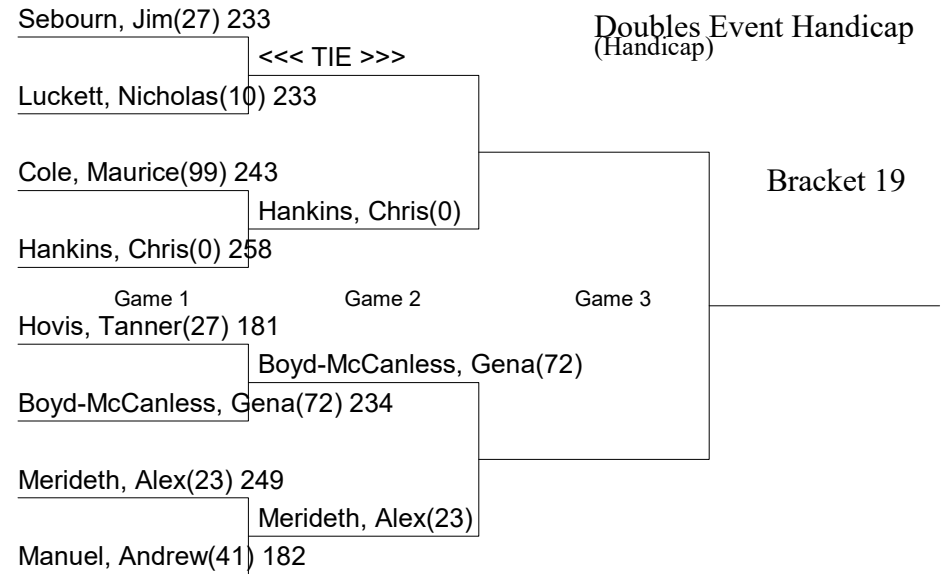 Sebourn, Jim(27) 233
Doubles Event Handicap
(Handicap)
<<< TIE >>>
Luckett, Nicholas(10) 233
Cole, Maurice(99) 243
Bracket 19
Hankins, Chris(0)
Hankins, Chris(0) 258
Game 1
Game 2
Game 3
Hovis, Tanner(27) 181
Boyd-McCanless, Gena(72)
Boyd-McCanless, Gena(72) 234
Merideth, Alex(23) 249
Merideth, Alex(23)
Manuel, Andrew(41) 182